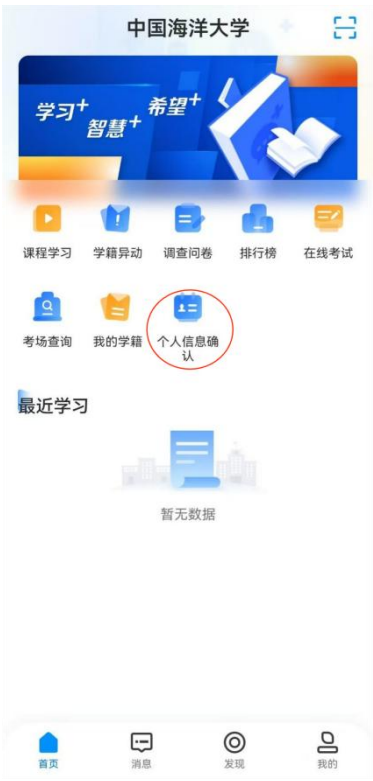 中国海洋大学
学习+
智慧+
希望+
课程学习
学籍异动
调查问卷
排行榜
在线考试
考场查询
我的学籍
个人信息确
认
最近学习
暂无数据
首页
消息
发现
我的